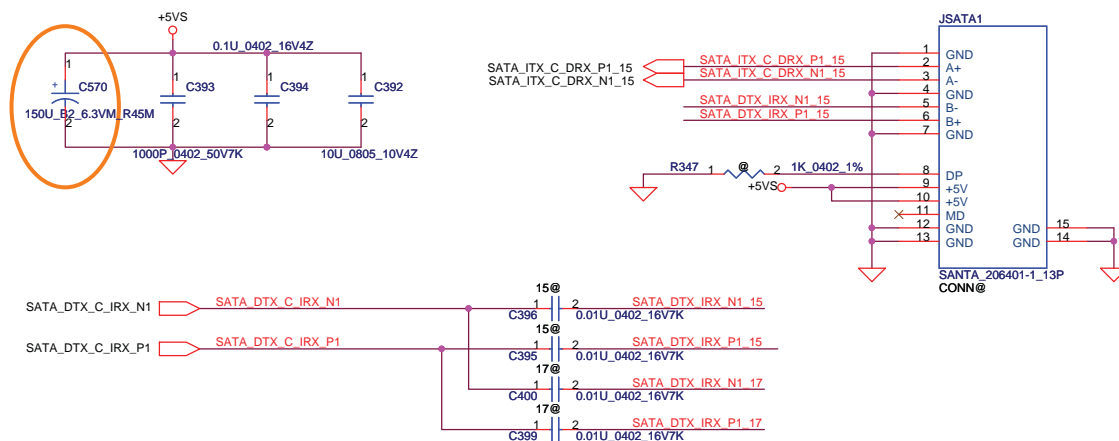 +5VS
0.1U_0402_16V4Z
1
+
C570
150U_B2_6.3VM_R45M
2
1
C393
2
1
C394
2
1
C392
2
1000P_0402_50V7K
10U_0805_10V4Z
JSATA1
SATA_ITX_C_DRX_P1_15
SATA_ITX_C_DRX_N1_15
SATA_ITX_C_DRX_P1_15
SATA_ITX_C_DRX_N1_15
SATA_DTX_IRX_N1_15
SATA_DTX_IRX_P1_15
1 GND
2 A+
3 A-
4 GND
5 B-
6 B+
7 GND
R347 1 @ 2 1K_0402_1%
+5VS
8 DP
9 +5V
10 +5V
11 MD
12 GND
13 GND
GND 15
GND 14
SANTA_206401-1_13P
CONN@
SATA_DTX_C_IRX_N1
SATA_DTX_C_IRX_N1
15@
1 2
SATA_DTX_IRX_N1_15
C396
0.01U_0402_16V7K
SATA_DTX_C_IRX_P1
SATA_DTX_C_IRX_P1
15@
1 2
SATA_DTX_IRX_P1_15
C395
0.01U_0402_16V7K
17@
1 2
SATA_DTX_IRX_N1_17
C400
0.01U_0402_16V7K
17@
1 2
SATA_DTX_IRX_P1_17
C399
0.01U_0402_16V7K